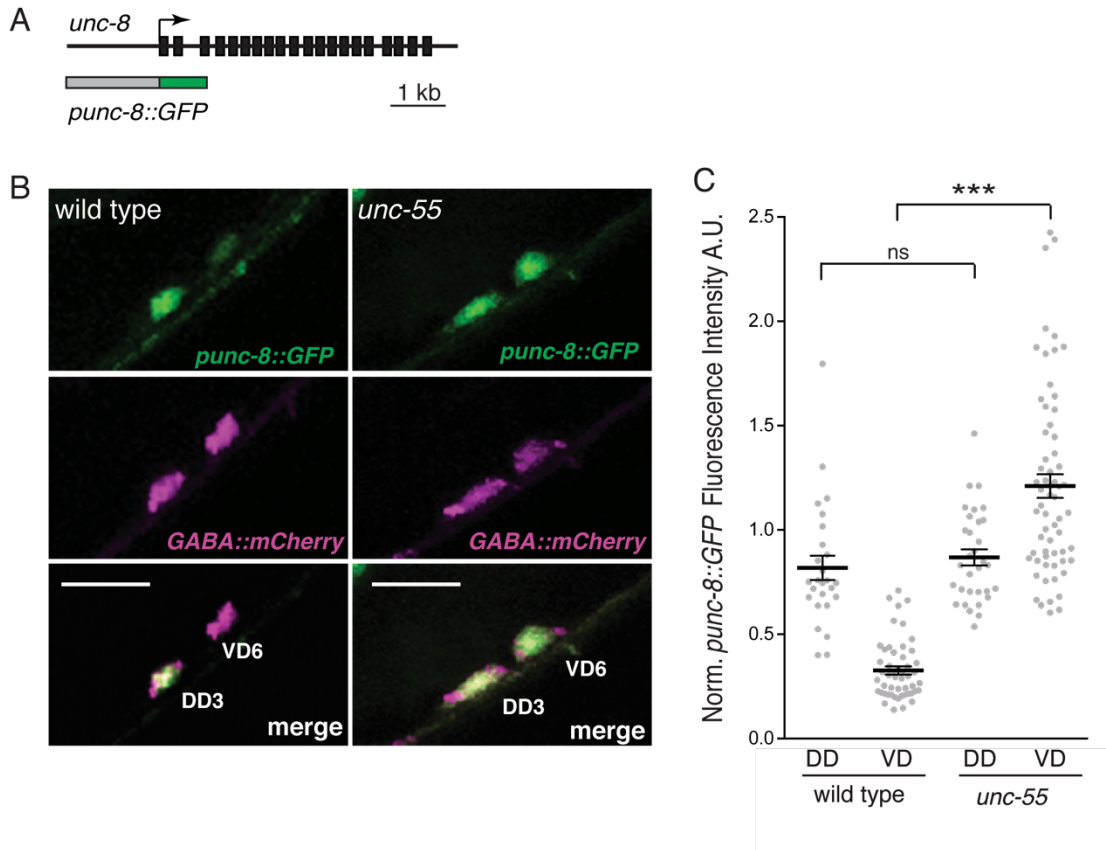 A
unc-8
punc-8::GFP
1 kb
B
wild type
unc-55
punc-8::GFP
punc-8::GFP
GABA::mCherry
GABA::mCherry
VD6
DD3
merge
VD6
DD3
merge
C
Norm. punc-8::GFP Fluorescence Intensity A.U.
***
ns
2.5
2.0
1.5
1.0
0.5
0.0
DD VD DD VD
wild type unc-55